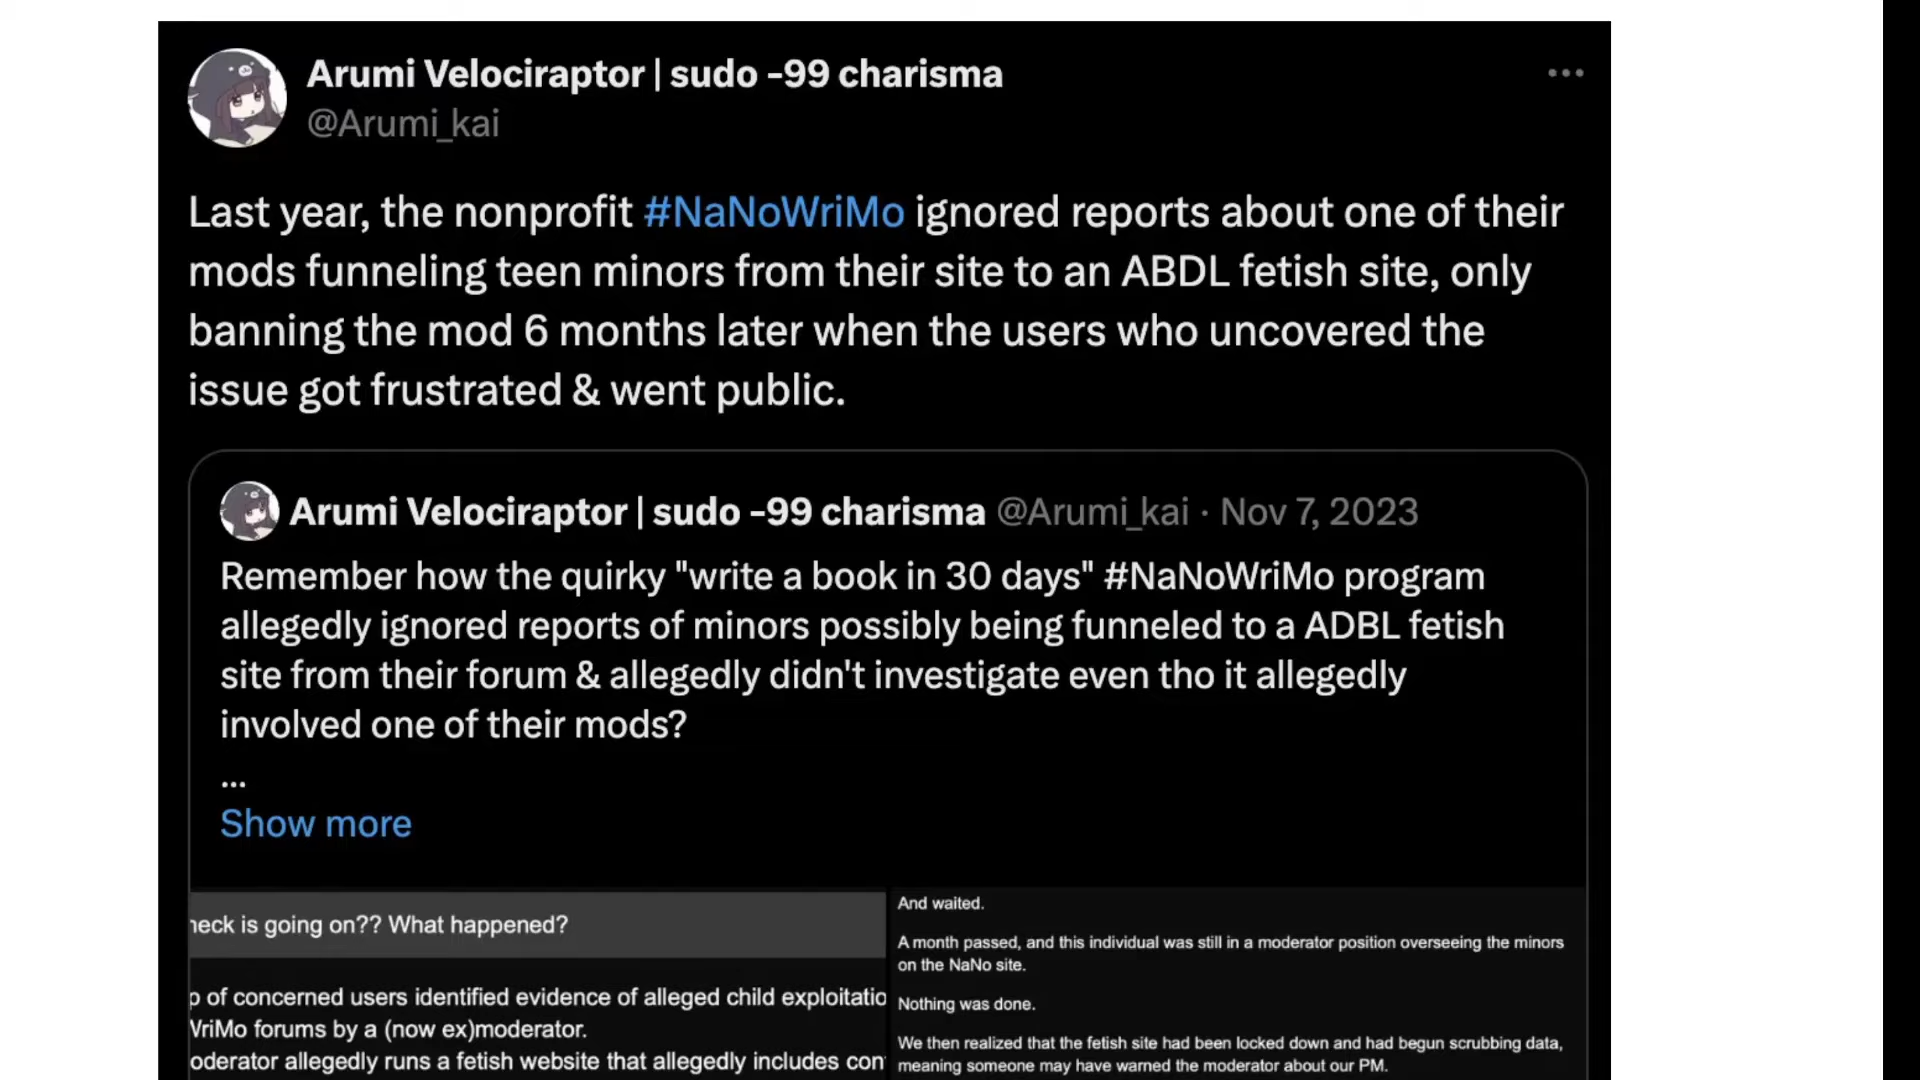 Arumi Velociraptor | sudo -99 charisma
@Arumi_kai
Last year, the nonprofit #NaNoWriMo ignored reports about one of their
mods funneling teen minors from their site to an ABDL fetish site, only
banning the mod 6 months later when the users who uncovered the
issue got frustrated & went public.
Arumi Velociraptor | sudo -99 charisma @Arumi_kai · Nov 7, 2023
Remember how the quirky "write a book in 30 days" #NaNoWriMo program
allegedly ignored reports of minors possibly being funneled to a ADBL fetish
site from their forum & allegedly didn't investigate even tho it allegedly
involved one of their mods?
...
Show more
heck is going on?? What happened?
p of concerned users identified evidence of alleged child exploitatio
WriMo forums by a (now ex)moderator.
oderator allegedly runs a fetish website that allegedly includes con
And waited.
A month passed, and this individual was still in a moderator position overseeing the minors
on the NaNo site.
Nothing was done.
We then realized that the fetish site had been locked down and had begun scrubbing data,
meaning someone may have warned the moderator about our PM.